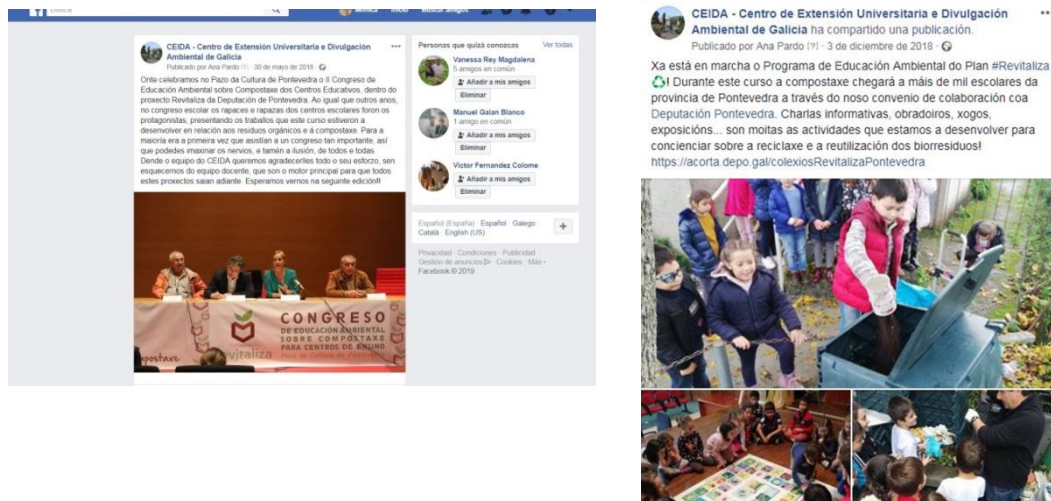 Busca
Mónica Inicio Buscar amigos
CEIDA - Centro de Extensión Universitaria e Divulgación
Ambiental de Galicia
Publicado por Ana Pardo [?] · 30 de mayo de 2018 ·
Onte celebramos no Pazo da Cultura de Pontevedra o II Congreso de
Educación Ambiental sobre Compostaxe dos Centros Educativos, dentro do
proxecto Revitaliza da Deputación de Pontevedra. Ao igual que outros anos,
no congreso escolar os rapaces e rapazas dos centros escolares foron os
protagonistas, presentando os traballos que este curso estiveron a
desenvolver en relación aos residuos orgánicos e á compostaxe. Para a
maioría era a primeira vez que asistían a un congreso tan importante, así
que podedes imaxinar os nervios, e tamén a ilusión, de todos e todas.
Dende o equipo do CEIDA queremos agradecerlles todo o seu esforzo, sen
esquecernos do equipo docente, que son o motor principal para que todos
estes proxectos saian adiante. Esperamos vernos na seguinte edición!!
CONGRESO
DE EDUCACIÓN AMBIENTAL
SOBRE COMPOSTAXE
PARA CENTROS DE ENSINO
mpostaxe
revitaliza
Personas que quizá conozcas Ver todas
Vanessa Rey Magdalena
5 amigos en común
Añadir a mis amigos
Eliminar
Manuel Galan Blanco
1 amigo en común
Añadir a mis amigos
Eliminar
Victor Fernandez Colome
Añadir a mis amigos
Eliminar
Español (España) · Español · Galego ·
Català · English (US)
Privacidad · Condiciones · Publicidad ·
Gestión de anuncios · Cookies · Más
Facebook © 2019
CEIDA - Centro de Extensión Universitaria e Divulgación
Ambiental de Galicia ha compartido una publicación.
Publicado por Ana Pardo [?] · 3 de diciembre de 2018 ·
Xa está en marcha o Programa de Educación Ambiental do Plan #Revitaliza
! Durante este curso a compostaxe chegará a máis de mil escolares da
provincia de Pontevedra a través do noso convenio de colaboración coa
Deputación Pontevedra. Charlas informativas, obradoiros, xogos,
exposicións... son moitas as actividades que estamos a desenvolver para
concienciar sobre a reciclaxe e a reutilización dos biorresiduos!
https://acorta.depo.gal/colexiosRevitalizaPontevedra